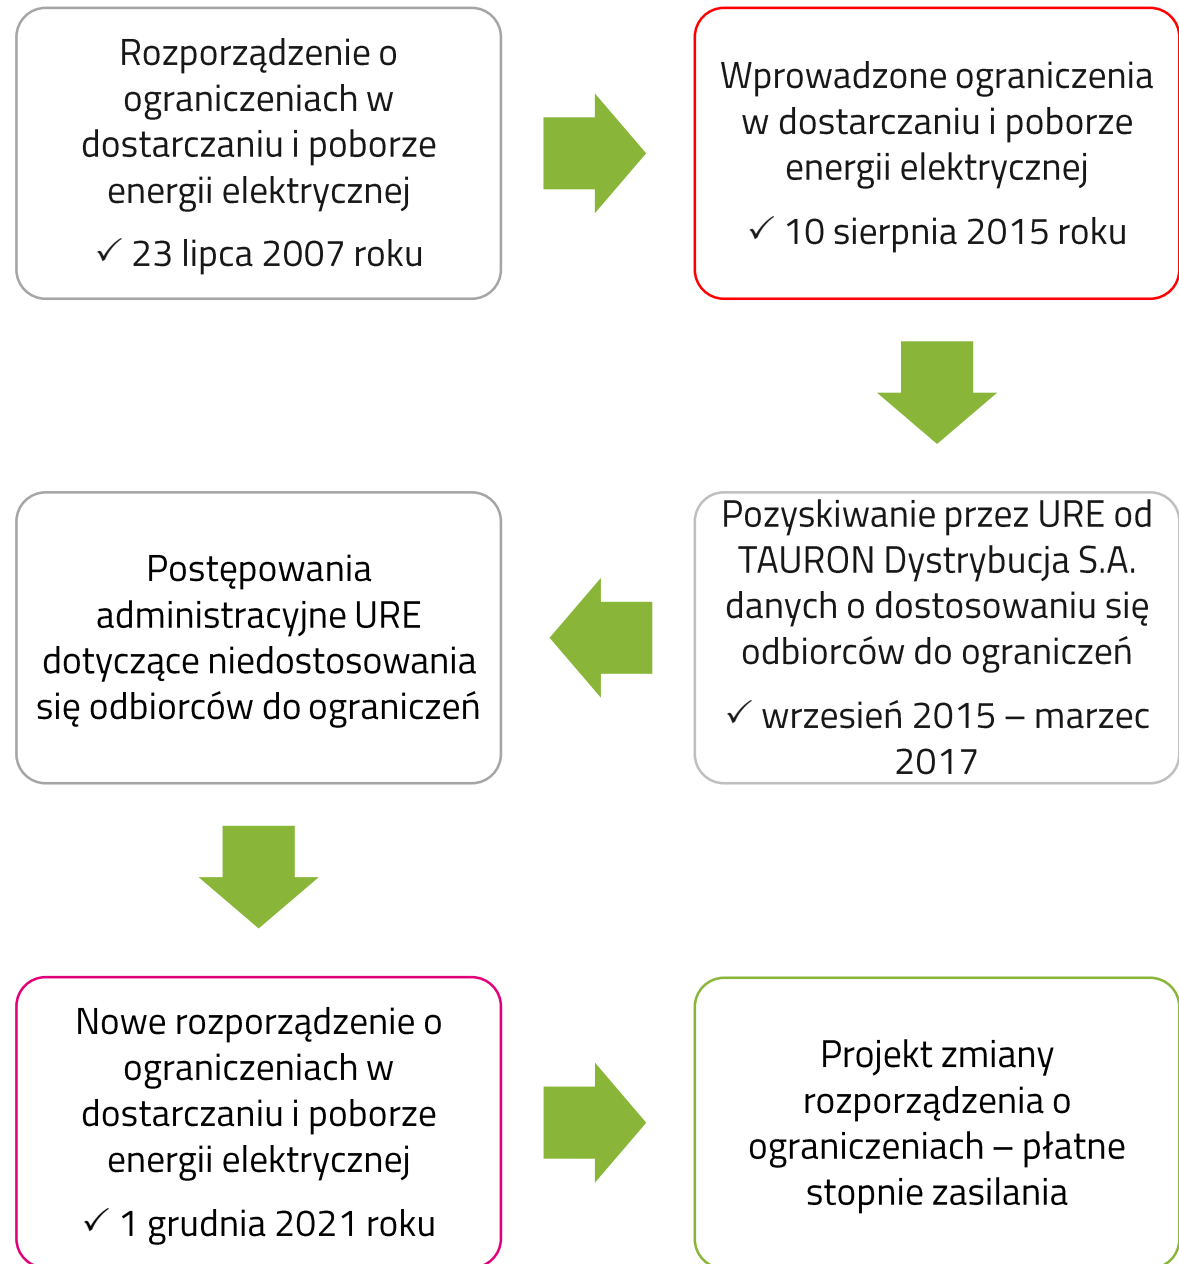 Rozporządzenie o
ograniczeniach w
dostarczaniu i poborze
energii elektrycznej
✓ 23 lipca 2007 roku
Wprowadzone ograniczenia
w dostarczaniu i poborze
energii elektrycznej
✓ 10 sierpnia 2015 roku
Pozyskiwanie przez URE od
TAURON Dystrybucja S.A.
danych o dostosowaniu się
odbiorców do ograniczeń
✓ wrzesień 2015 – marzec
2017
Postępowania
administracyjne URE
dotyczące niedostosowania
się odbiorców do ograniczeń
Nowe rozporządzenie o
ograniczeniach w
dostarczaniu i poborze
energii elektrycznej
✓ 1 grudnia 2021 roku
Projekt zmiany
rozporządzenia o
ograniczeniach – płatne
stopnie zasilania